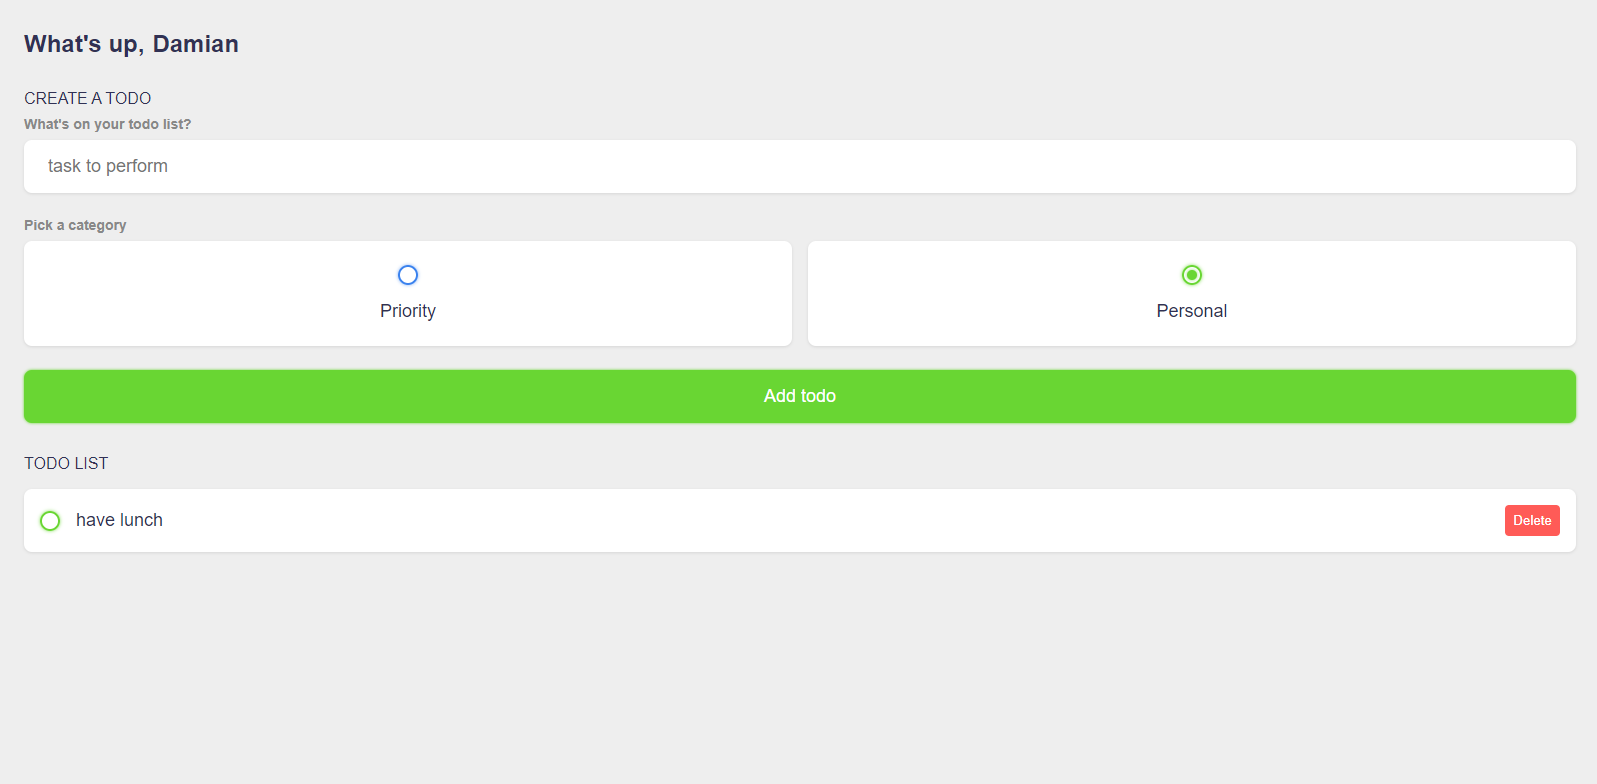 What's up, Damian
CREATE A TODO
What's on your todo list?
task to perform
Pick a category
Priority
Personal
Add todo
TODO LIST
have lunch
Delete